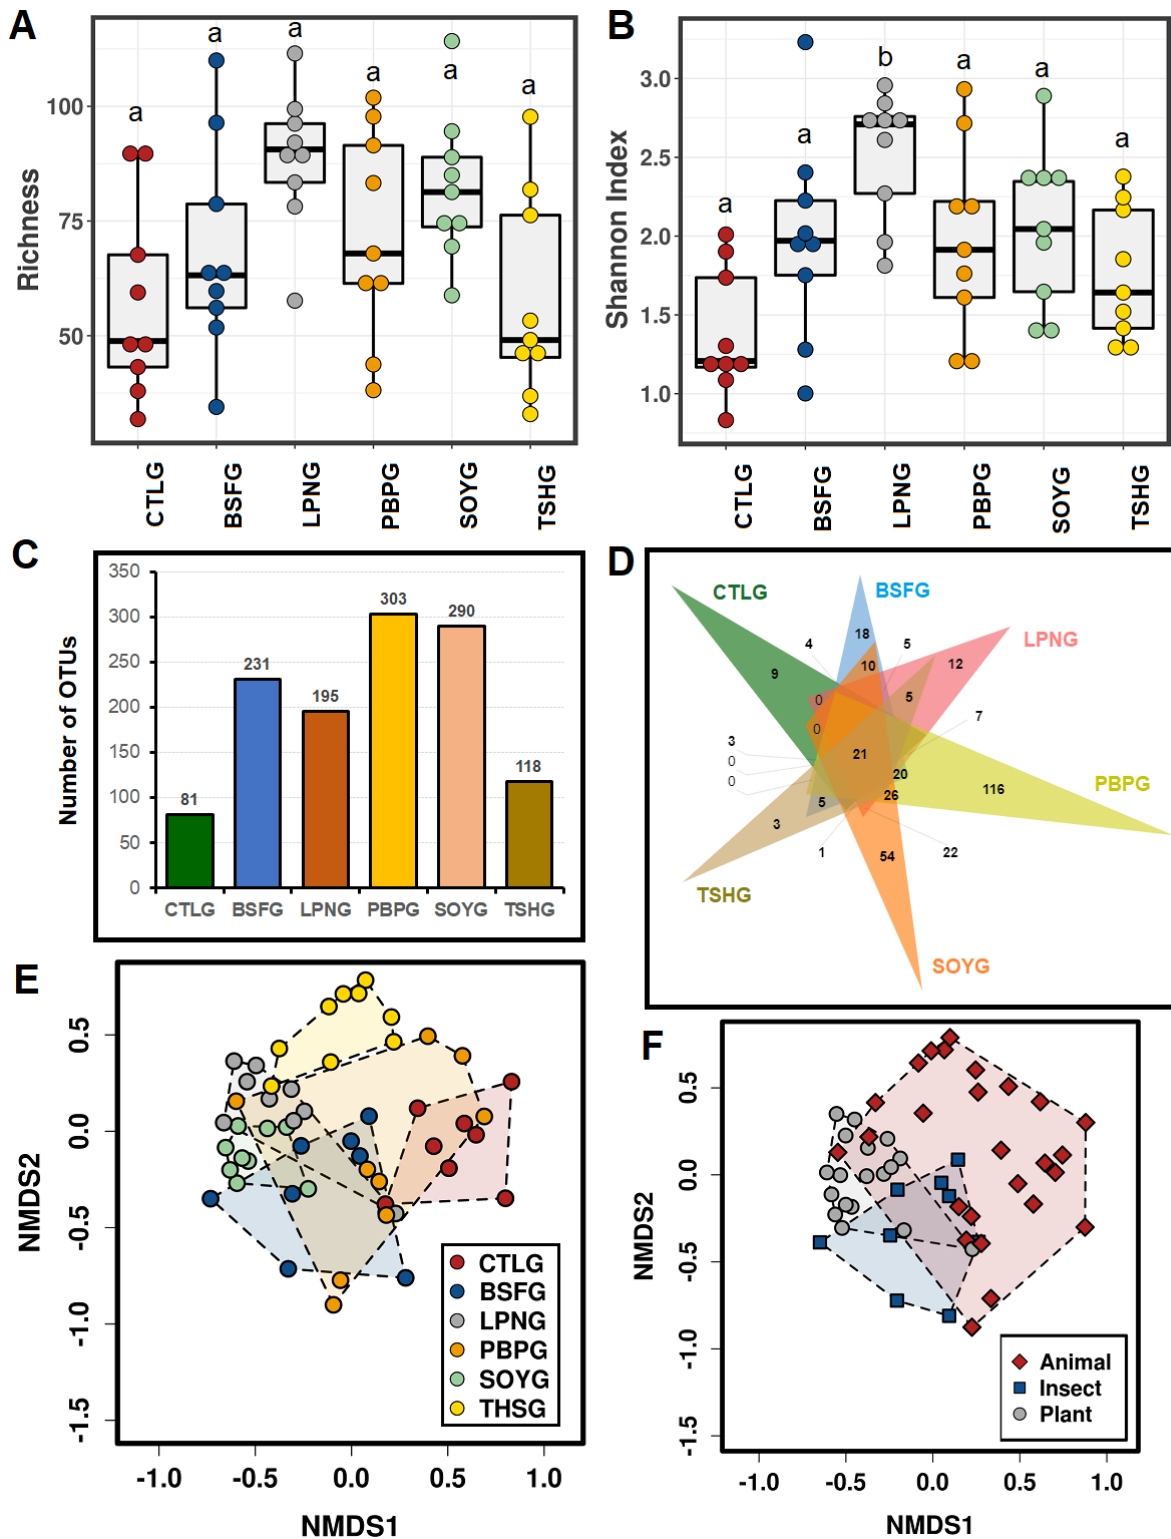 A
a
a
a
a
a
a
Richness
100
75
50
CTLG
BSFG
LPNG
PBPG
SOYG
TSHG
B
a
a
b
a
a
a
Shannon Index
3.0
2.5
2.0
1.5
1.0
CTLG
BSFG
LPNG
PBPG
SOYG
TSHG
C
Number of OTUs
350
300
250
200
150
100
50
0
81
231
195
303
290
118
CTLG BSFG LPNG PBPG SOYG TSHG
D
CTLG
BSFG
LPNG
PBPG
SOYG
TSHG
4
18
5
10
12
9
5
0
7
0
3
21
0
20
0
116
26
5
3
1
54
22
E
NMDS2
0.5
0.0
-0.5
-1.0
-1.5
CTLG
BSFG
LPNG
PBPG
SOYG
THSG
-1.0 -0.5 0.0 0.5 1.0
NMDS1
F
NMDS2
0.5
0.0
-0.5
-1.0
-1.5
Animal
Insect
Plant
-1.0 -0.5 0.0 0.5 1.0
NMDS1